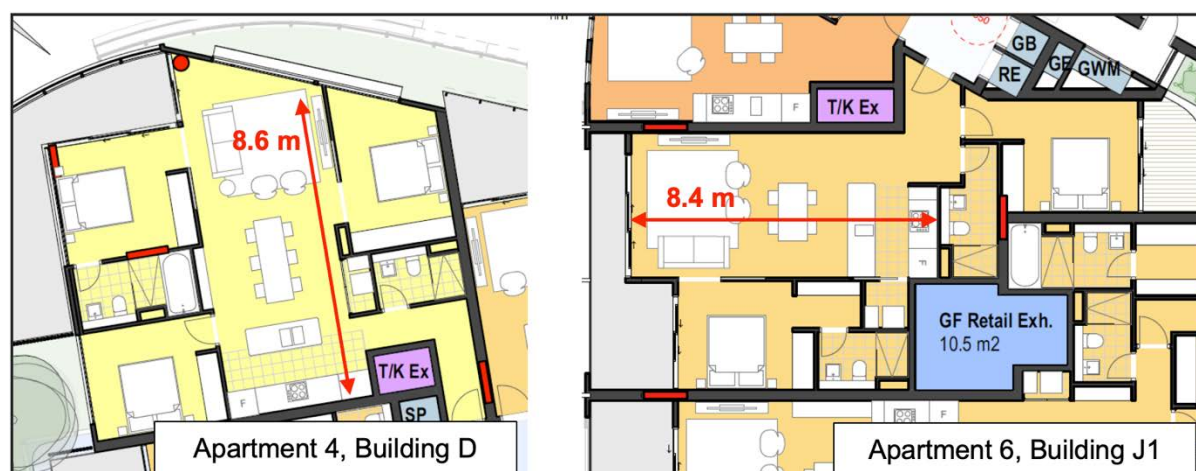 8.6 m
T/K Ex
F
SP
Apartment 4, Building D
GB
RE
GE
GWM
T/K Ex
F
8.4 m
F
GF Retail Exh.
10.5 m2
F
Apartment 6, Building J1